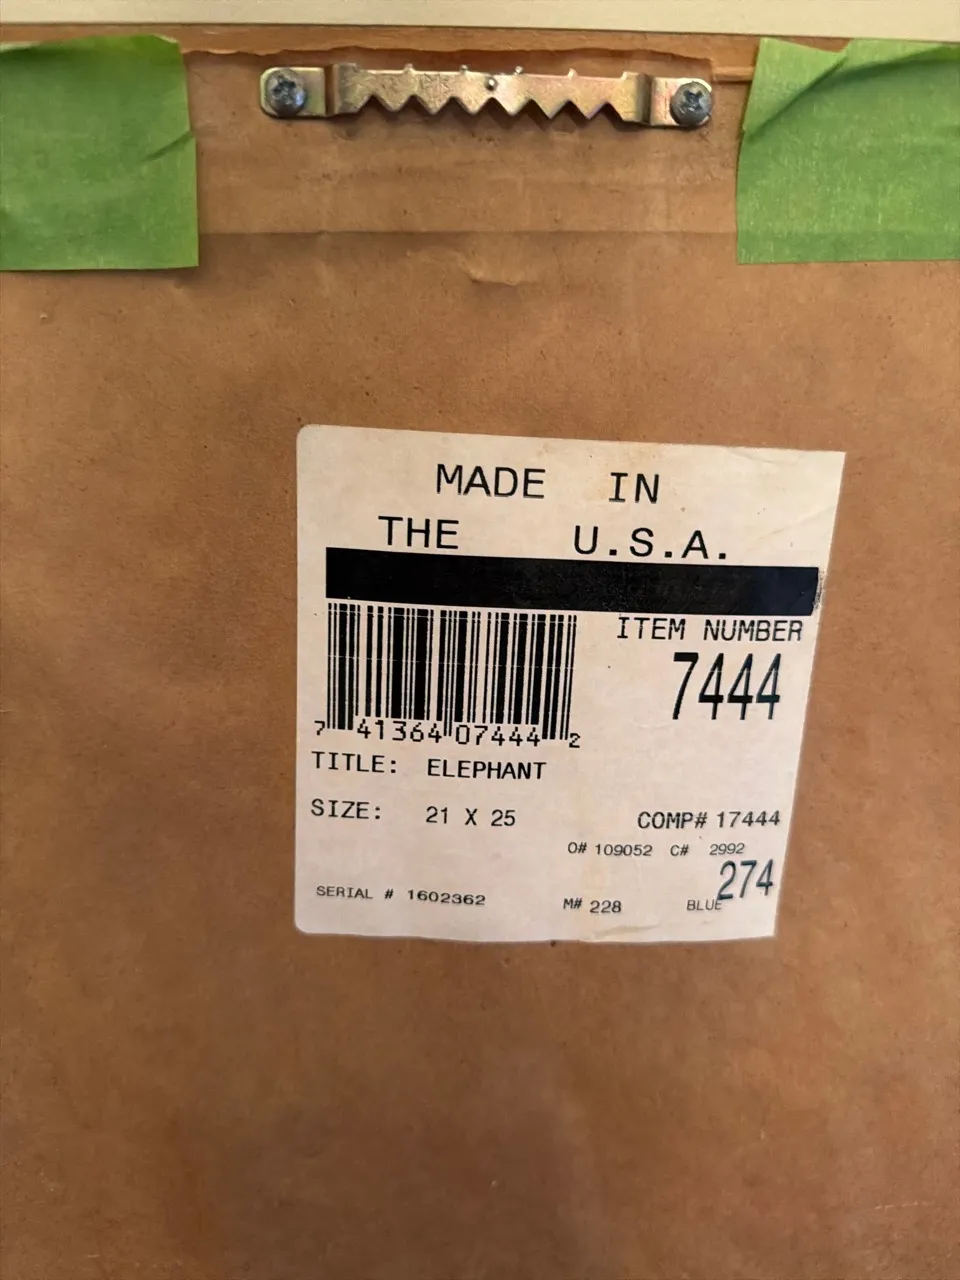 MADE IN
THE U.S.A.
ITEM NUMBER
7444
7 41364 07444 2
TITLE: ELEPHANT
SIZE: 21 X 25
COMP# 17444
O# 109052 C# 2992
274
SERIAL # 1602362
M# 228 BLUE